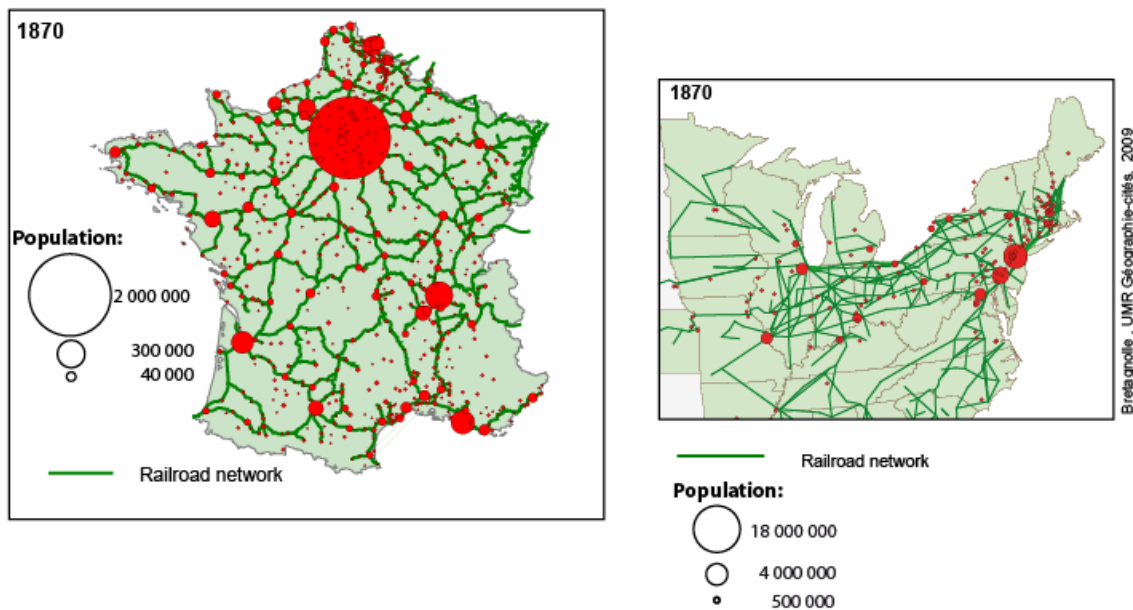 1870
Population:
2 000 000
300 000
40 000
Railroad network
1870
Railroad network
Population:
18 000 000
4 000 000
500 000
Bretagnolle , UMR Géographie-cités, 2009